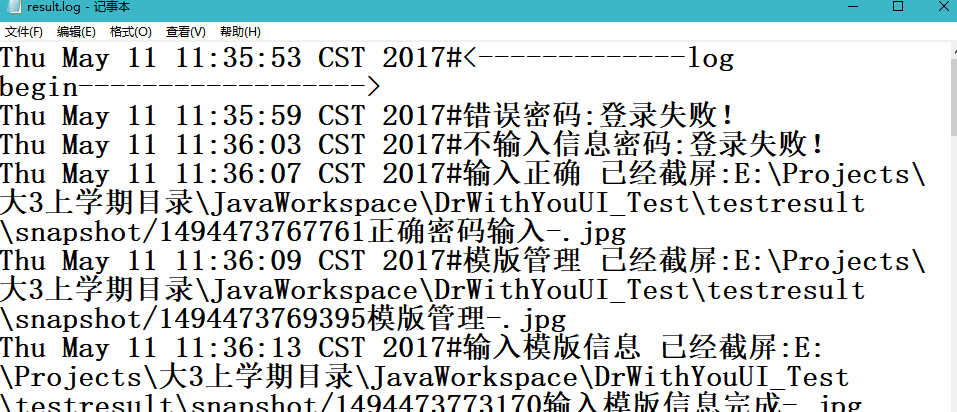 result.log - 记事本
文件(F) 编辑(E) 格式(O) 查看(V) 帮助(H)
Thu May 11 11:35:53 CST 2017#<-------------log
begin------------------->
Thu May 11 11:35:59 CST 2017#错误密码:登录失败!
Thu May 11 11:36:03 CST 2017#不输入信息密码:登录失败!
Thu May 11 11:36:07 CST 2017#输入正确 已经截屏:E:\Projects\
大3上学期目录\JavaWorkspace\DrWithYouUI_Test\testresult
\snapshot/1494473767761正确密码输入-.jpg
Thu May 11 11:36:09 CST 2017#模版管理 已经截屏:E:\Projects\
大3上学期目录\JavaWorkspace\DrWithYouUI_Test\testresult
\snapshot/1494473769395模版管理-.jpg
Thu May 11 11:36:13 CST 2017#输入模版信息 已经截屏:E:
\Projects\大3上学期目录\JavaWorkspace\DrWithYouUI_Test
\testresult\snapshot/1494473773170输入模版信息完成-.jpg